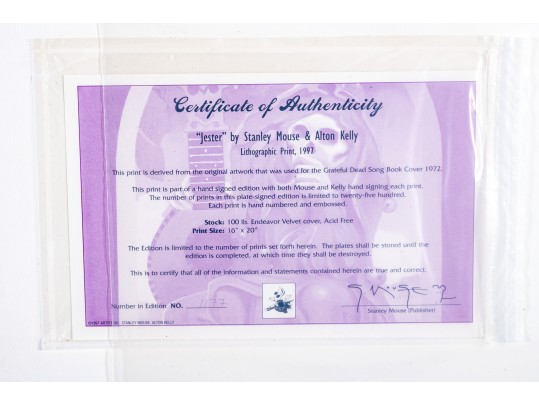 Certificate of Authenticity
"Jester" by Stanley Mouse & Alton Kelly
Lithographic Print, 1997
This print is derived from the original artwork that was used for the Grateful Dead Song Book Cover 1972.
This print is part of a hand signed edition with both Mouse and Kelly hand signing each print.
The number of prints in this plate-signed edition is limited to twenty-five hundred.
Each print is hand numbered and embossed.
Stock: 100 lb. Endeavor Velvet cover, Acid Free
Print Size: 16" x 20"
The Edition is limited to the number of prints set form herein. The plates shall be stored until the
edition is completed, at which time they shall be destroyed.
This is to certify that all of the information and statements contained herein are true and correct.
Number in Edition NO.
Stanley Mouse (Publisher)
STANLEY MOUSE, ALTON KELLY